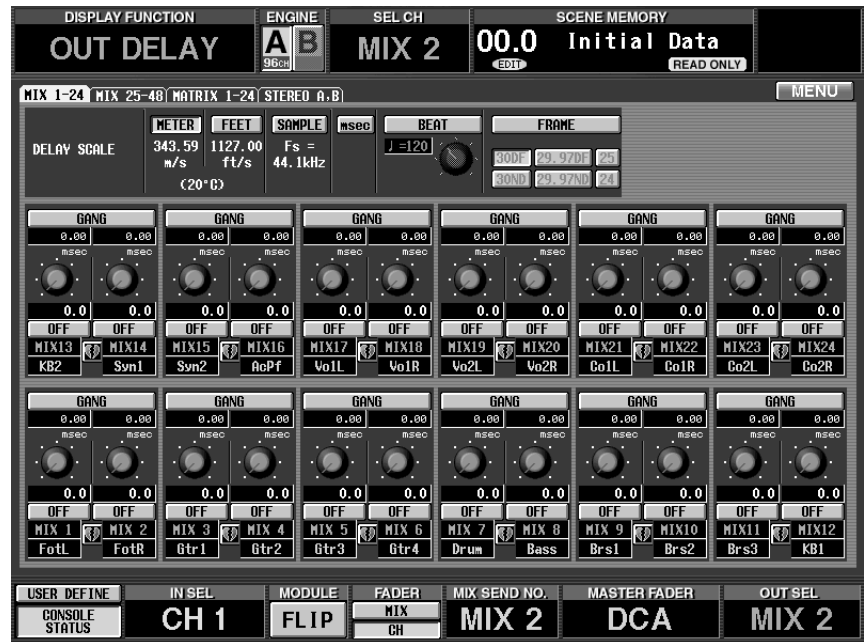 DISPLAY FUNCTION ENGINE SEL CH SCENE MEMORY
OUT DELAY A B MIX 2 00.0 Initial Data
96CH EDIT READ ONLY
MIX 1-24 MIX 25-48 MATRIX 1-24 STEREO A,B MENU
METER FEET SAMPLE msec BEAT FRAME
DELAY SCALE 343.59 1127.00 Fs = ♩=120 30DF 29.97DF 25
m/s ft/s 44.1kHz 30ND 29.97ND 24
(20°C)
GANG GANG GANG GANG GANG GANG
0.00 0.00 0.00 0.00 0.00 0.00 0.00 0.00 0.00 0.00 0.00 0.00
msec msec msec msec msec msec msec msec msec msec msec msec
0.0 0.0 0.0 0.0 0.0 0.0 0.0 0.0 0.0 0.0 0.0 0.0
OFF OFF OFF OFF OFF OFF OFF OFF OFF OFF OFF OFF
MIX13 MIX14 MIX15 MIX16 MIX17 MIX18 MIX19 MIX20 MIX21 MIX22 MIX23 MIX24
KB2 Syn1 Syn2 AcPf Vo1L Vo1R Vo2L Vo2R Co1L Co1R Co2L Co2R
GANG GANG GANG GANG GANG GANG
0.00 0.00 0.00 0.00 0.00 0.00 0.00 0.00 0.00 0.00 0.00 0.00
msec msec msec msec msec msec msec msec msec msec msec msec
0.0 0.0 0.0 0.0 0.0 0.0 0.0 0.0 0.0 0.0 0.0 0.0
OFF OFF OFF OFF OFF OFF OFF OFF OFF OFF OFF OFF
MIX 1 MIX 2 MIX 3 MIX 4 MIX 5 MIX 6 MIX 7 MIX 8 MIX 9 MIX10 MIX11 MIX12
FotL FotR Gtr1 Gtr2 Gtr3 Gtr4 Drum Bass Brs1 Brs2 Brs3 KB1
USER DEFINE IN SEL MODULE FADER MIX SEND NO. MASTER FADER OUT SEL
CONSOLE STATUS CH 1 FLIP MIX CH MIX 2 DCA MIX 2